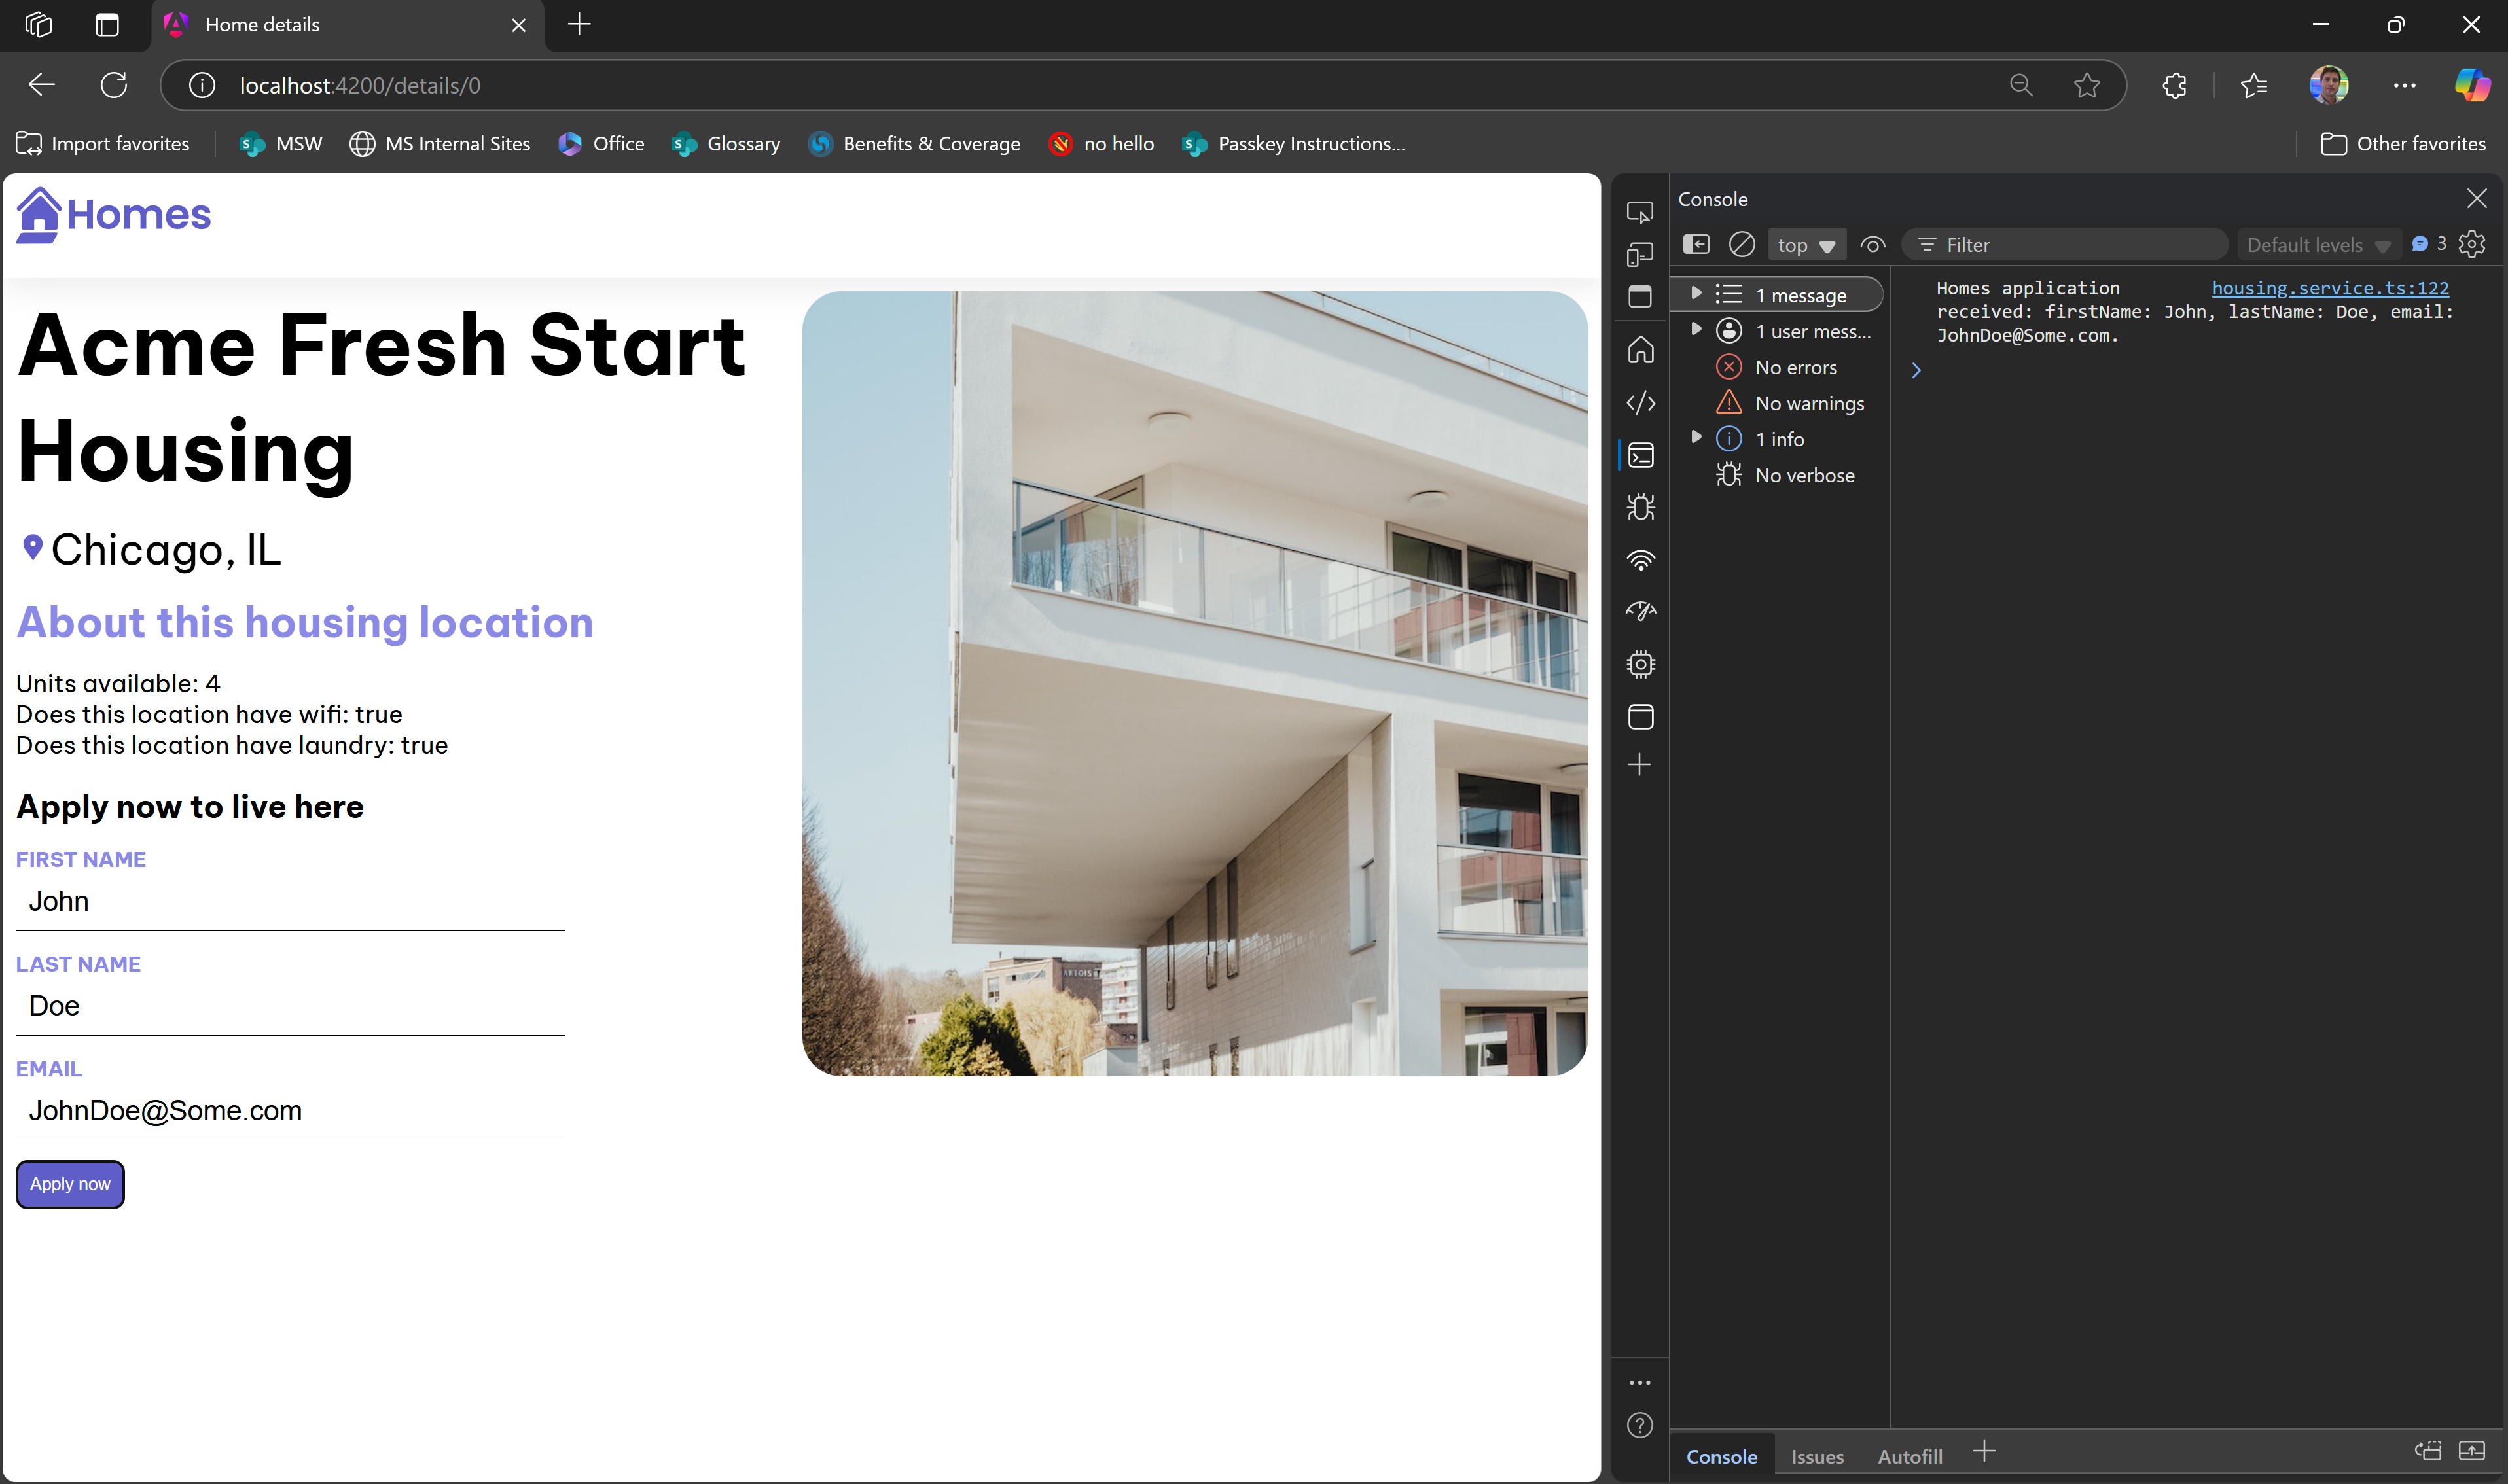 Home details
localhost:4200/details/0
Import favorites
MSW
MS Internal Sites
Office
Glossary
Benefits & Coverage
no hello
Passkey Instructions...
Other favorites
Homes
Acme Fresh Start
Housing
Chicago, IL
About this housing location
Units available: 4
Does this location have wifi: true
Does this location have laundry: true
Apply now to live here
FIRST NAME
John
LAST NAME
Doe
EMAIL
JohnDoe@Some.com
Apply now
ARTOIS
Console
top
Filter
Default levels
3
1 message
1 user mess...
No errors
No warnings
1 info
No verbose
Homes application housing.service.ts:122
received: firstName: John, lastName: Doe, email:
JohnDoe@Some.com.
Console
Issues
Autofill